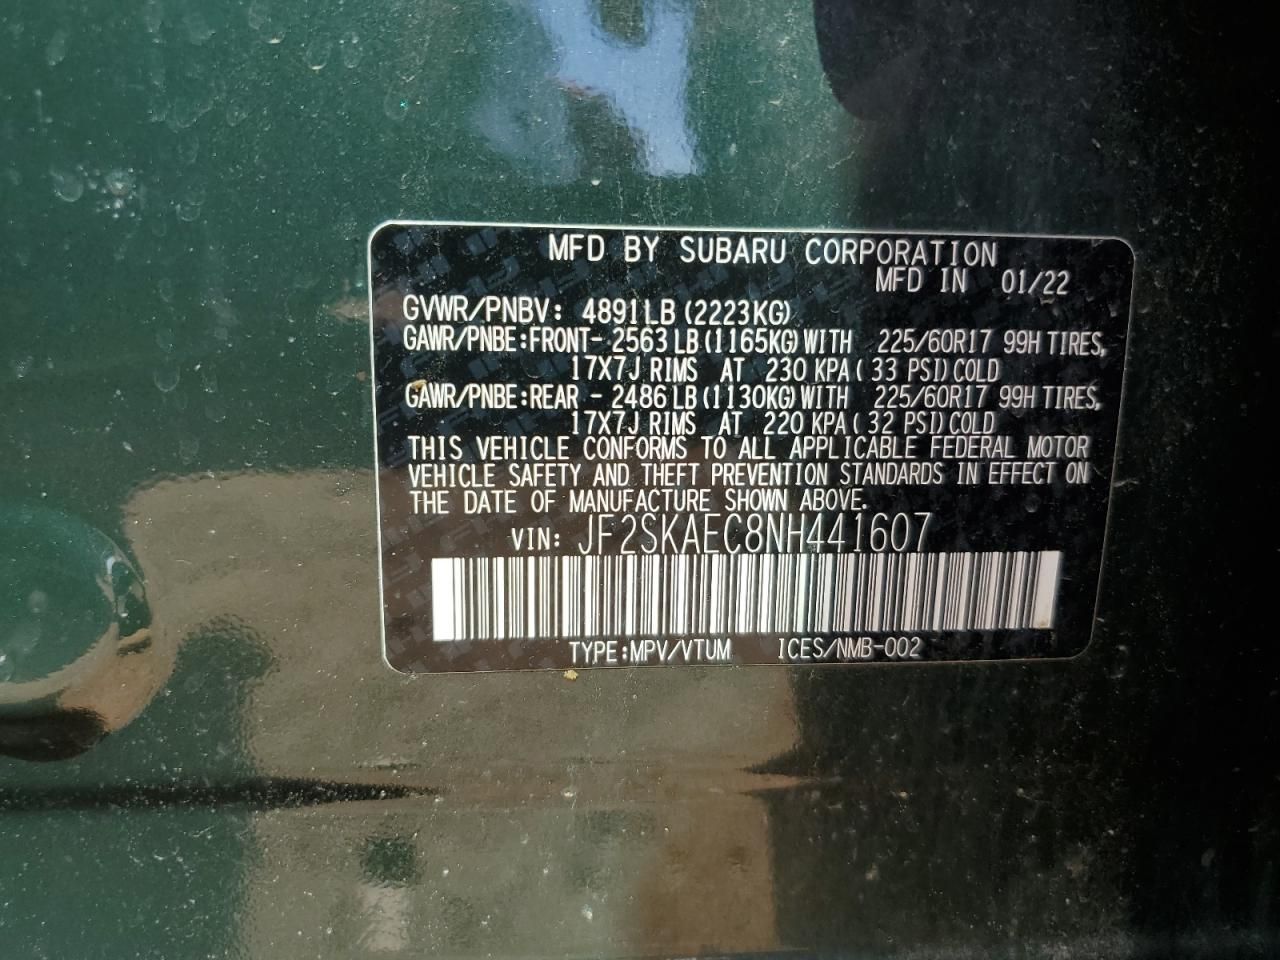 MFD BY SUBARU CORPORATION
MFD IN 01/22
GVWR/PNBV: 4891LB(2223KG)
GAWR/PNBE:FRONT-2563LB(1165KG)WITH 225/60R17 99H TIRES,
17X7J RIMS AT 230 KPA(33 PSI)COLD
GAWR/PNBE:REAR -2486LB(1130KG)WITH 225/60R17 99H TIRES,
17X7J RIMS AT 220 KPA(32 PSI)COLD
THIS VEHICLE CONFORMS TO ALL APPLICABLE FEDERAL MOTOR
VEHICLE SAFETY AND THEFT PREVENTION STANDARDS IN EFFECT ON
THE DATE OF MANUFACTURE SHOWN ABOVE.
VIN: JF2SKAEC8NH441607
TYPE:MPV/VTUM ICES/NMB-002